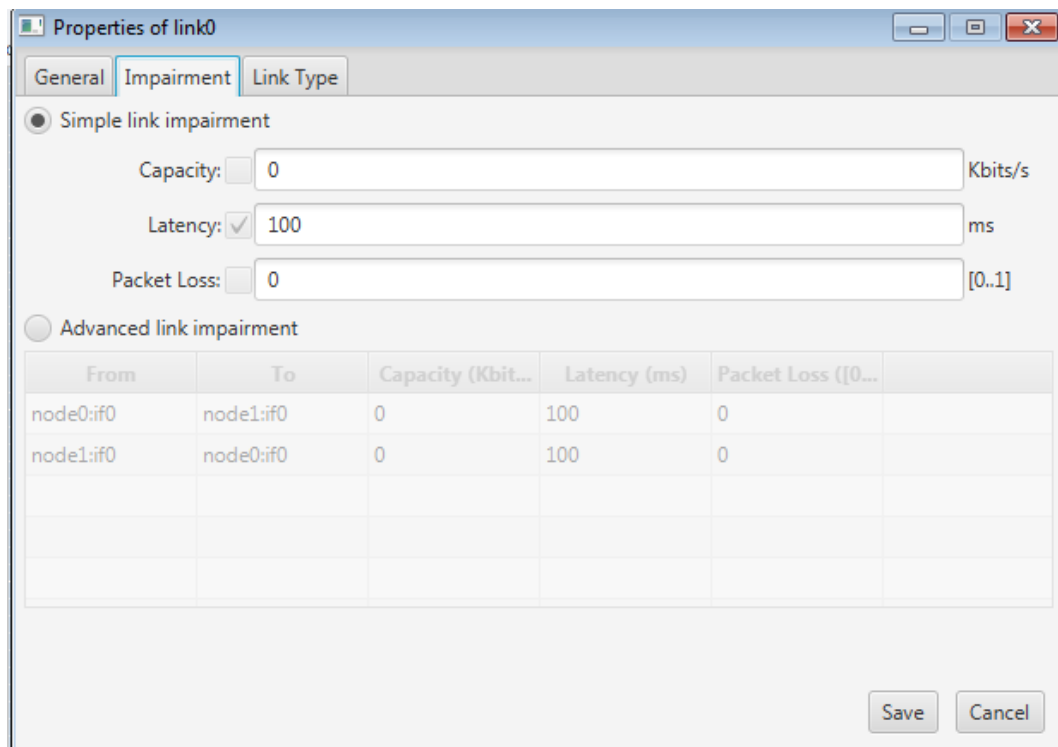 Properties of link0
General Impairment Link Type
Simple link impairment
Capacity: 0 Kbits/s
Latency: 100 ms
Packet Loss: 0 [0..1]
Advanced link impairment
From To Capacity (Kbit... Latency (ms) Packet Loss ([0...
node0:if0 node1:if0 0 100 0
node1:if0 node0:if0 0 100 0
Save Cancel